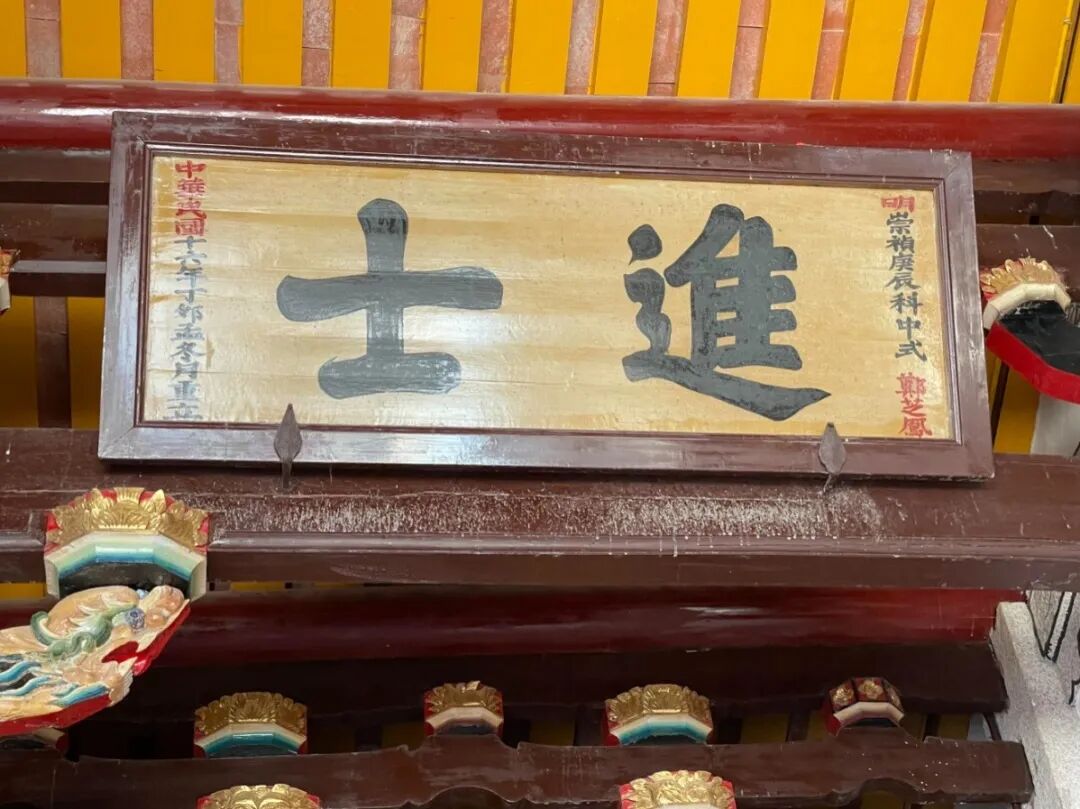 明崇禎庚辰科中式 鄭芝鳳
進士
中華民國十六年丁卯孟冬月重立